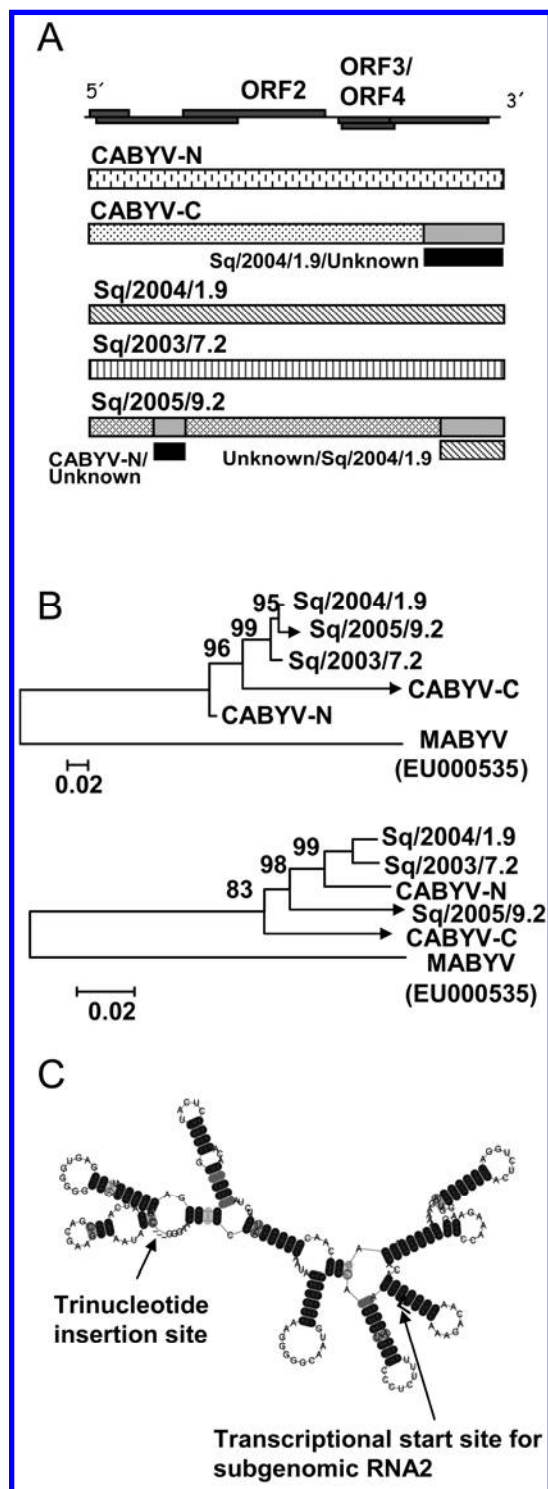 A
5′ ORF2 ORF3/
ORF4 3′
CABYV-N
CABYV-C
Sq/2004/1.9/Unknown
Sq/2004/1.9
Sq/2003/7.2
Sq/2005/9.2
CABYV-N/
Unknown
Unknown/Sq/2004/1.9
B
95 Sq/2004/1.9
99 Sq/2005/9.2
96 Sq/2003/7.2
CABYV-C
CABYV-N
MABYV
(EU000535)
0.02
Sq/2004/1.9
99 Sq/2003/7.2
98 CABYV-N
83 Sq/2005/9.2
CABYV-C
MABYV
(EU000535)
0.02
C
Trinucleotide
insertion site
Transcriptional start site for
subgenomic RNA2